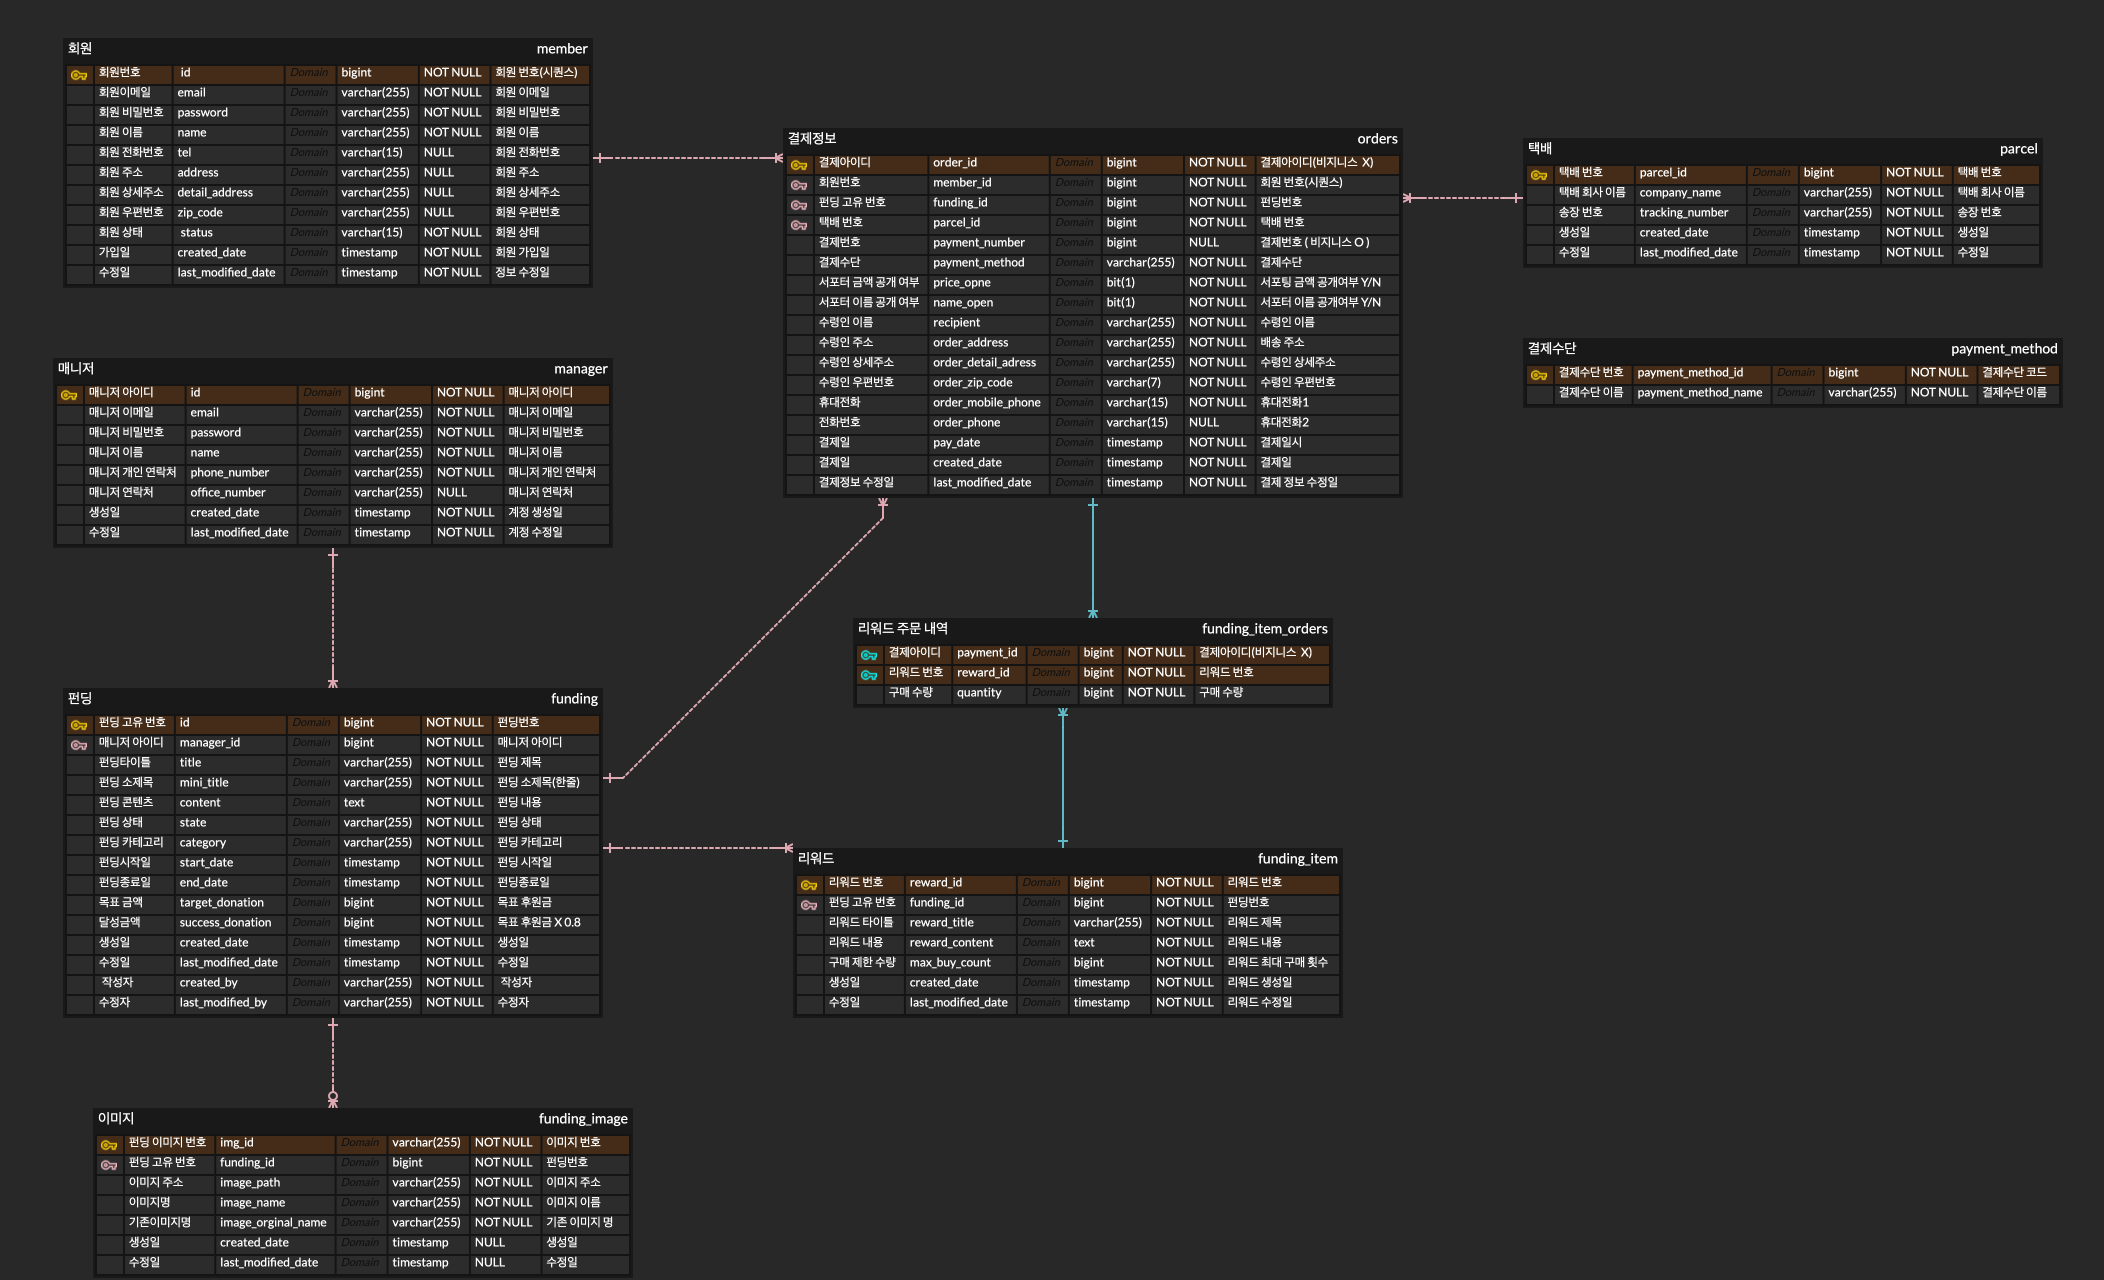 회원 member
회원번호 id Domain bigint NOT NULL 회원 번호(시퀀스)
회원이메일 email Domain varchar(255) NOT NULL 회원 이메일
회원 비밀번호 password Domain varchar(255) NOT NULL 회원 비밀번호
회원 이름 name Domain varchar(255) NOT NULL 회원 이름
회원 전화번호 tel Domain varchar(15) NULL 회원 전화번호
회원 주소 address Domain varchar(255) NULL 회원 주소
회원 상세주소 detail_address Domain varchar(255) NULL 회원 상세주소
회원 우편번호 zip_code Domain varchar(255) NULL 회원 우편번호
회원 상태 status Domain varchar(15) NOT NULL 회원 상태
가입일 created_date Domain timestamp NOT NULL 회원 가입일
수정일 last_modified_date Domain timestamp NOT NULL 정보 수정일
결제정보 orders
결제아이디 order_id Domain bigint NOT NULL 결제아이디(비지니스 X)
회원번호 member_id Domain bigint NOT NULL 회원 번호(시퀀스)
펀딩 고유 번호 funding_id Domain bigint NOT NULL 펀딩번호
택배 번호 parcel_id Domain bigint NOT NULL 택배 번호
결제번호 payment_number Domain bigint NULL 결제번호 ( 비지니스 O )
결제수단 payment_method Domain varchar(255) NOT NULL 결제수단
서포터 금액 공개 여부 price_opne Domain bit(1) NOT NULL 서포팅 금액 공개여부 Y/N
서포터 이름 공개 여부 name_open Domain bit(1) NOT NULL 서포터 이름 공개여부 Y/N
수령인 이름 recipient Domain varchar(255) NOT NULL 수령인 이름
수령인 주소 order_address Domain varchar(255) NOT NULL 배송 주소
수령인 상세주소 order_detail_adress Domain varchar(255) NOT NULL 수령인 상세주소
수령인 우편번호 order_zip_code Domain varchar(7) NOT NULL 수령인 우편번호
휴대전화 order_mobile_phone Domain varchar(15) NOT NULL 휴대전화1
전화번호 order_phone Domain varchar(15) NULL 휴대전화2
결제일 pay_date Domain timestamp NOT NULL 결제일시
결제일 created_date Domain timestamp NOT NULL 결제일
결제정보 수정일 last_modified_date Domain timestamp NOT NULL 결제 정보 수정일
택배 parcel
택배 번호 parcel_id Domain bigint NOT NULL 택배 번호
택배 회사 이름 company_name Domain varchar(255) NOT NULL 택배 회사 이름
송장 번호 tracking_number Domain varchar(255) NOT NULL 송장 번호
생성일 created_date Domain timestamp NOT NULL 생성일
수정일 last_modified_date Domain timestamp NOT NULL 수정일
결제수단 payment_method
결제수단 번호 payment_method_id Domain bigint NOT NULL 결제수단 코드
결제수단 이름 payment_method_name Domain varchar(255) NOT NULL 결제수단 이름
매니저 manager
매니저 아이디 id Domain bigint NOT NULL 매니저 아이디
매니저 이메일 email Domain varchar(255) NOT NULL 매니저 이메일
매니저 비밀번호 password Domain varchar(255) NOT NULL 매니저 비밀번호
매니저 이름 name Domain varchar(255) NOT NULL 매니저 이름
매니저 개인 연락처 phone_number Domain varchar(255) NOT NULL 매니저 개인 연락처
매니저 연락처 office_number Domain varchar(255) NULL 매니저 연락처
생성일 created_date Domain timestamp NOT NULL 계정 생성일
수정일 last_modified_date Domain timestamp NOT NULL 계정 수정일
리워드 주문 내역 funding_item_orders
결제아이디 payment_id Domain bigint NOT NULL 결제아이디(비지니스 X)
리워드 번호 reward_id Domain bigint NOT NULL 리워드 번호
구매 수량 quantity Domain bigint NOT NULL 구매 수량
펀딩 funding
펀딩 고유 번호 id Domain bigint NOT NULL 펀딩번호
매니저 아이디 manager_id Domain bigint NOT NULL 매니저 아이디
펀딩타이틀 title Domain varchar(255) NOT NULL 펀딩 제목
펀딩 소제목 mini_title Domain varchar(255) NOT NULL 펀딩 소제목(한줄)
펀딩 콘텐츠 content Domain text NOT NULL 펀딩 내용
펀딩 상태 state Domain varchar(255) NOT NULL 펀딩 상태
펀딩 카테고리 category Domain varchar(255) NOT NULL 펀딩 카테고리
펀딩시작일 start_date Domain timestamp NOT NULL 펀딩 시작일
펀딩종료일 end_date Domain timestamp NOT NULL 펀딩종료일
목표 금액 target_donation Domain bigint NOT NULL 목표 후원금
달성금액 success_donation Domain bigint NOT NULL 목표 후원금 X 0.8
생성일 created_date Domain timestamp NOT NULL 생성일
수정일 last_modified_date Domain timestamp NOT NULL 수정일
작성자 created_by Domain varchar(255) NOT NULL 작성자
수정자 last_modified_by Domain varchar(255) NOT NULL 수정자
리워드 funding_item
리워드 번호 reward_id Domain bigint NOT NULL 리워드 번호
펀딩 고유 번호 funding_id Domain bigint NOT NULL 펀딩번호
리워드 타이틀 reward_title Domain varchar(255) NOT NULL 리워드 제목
리워드 내용 reward_content Domain text NOT NULL 리워드 내용
구매 제한 수량 max_buy_count Domain bigint NOT NULL 리워드 최대 구매 횟수
생성일 created_date Domain timestamp NOT NULL 리워드 생성일
수정일 last_modified_date Domain timestamp NOT NULL 리워드 수정일
이미지 funding_image
펀딩 이미지 번호 img_id Domain varchar(255) NOT NULL 이미지 번호
펀딩 고유 번호 funding_id Domain bigint NOT NULL 펀딩번호
이미지 주소 image_path Domain varchar(255) NOT NULL 이미지 주소
이미지명 image_name Domain varchar(255) NOT NULL 이미지 이름
기존이미지명 image_orginal_name Domain varchar(255) NOT NULL 기존 이미지 명
생성일 created_date Domain timestamp NULL 생성일
수정일 last_modified_date Domain timestamp NULL 수정일